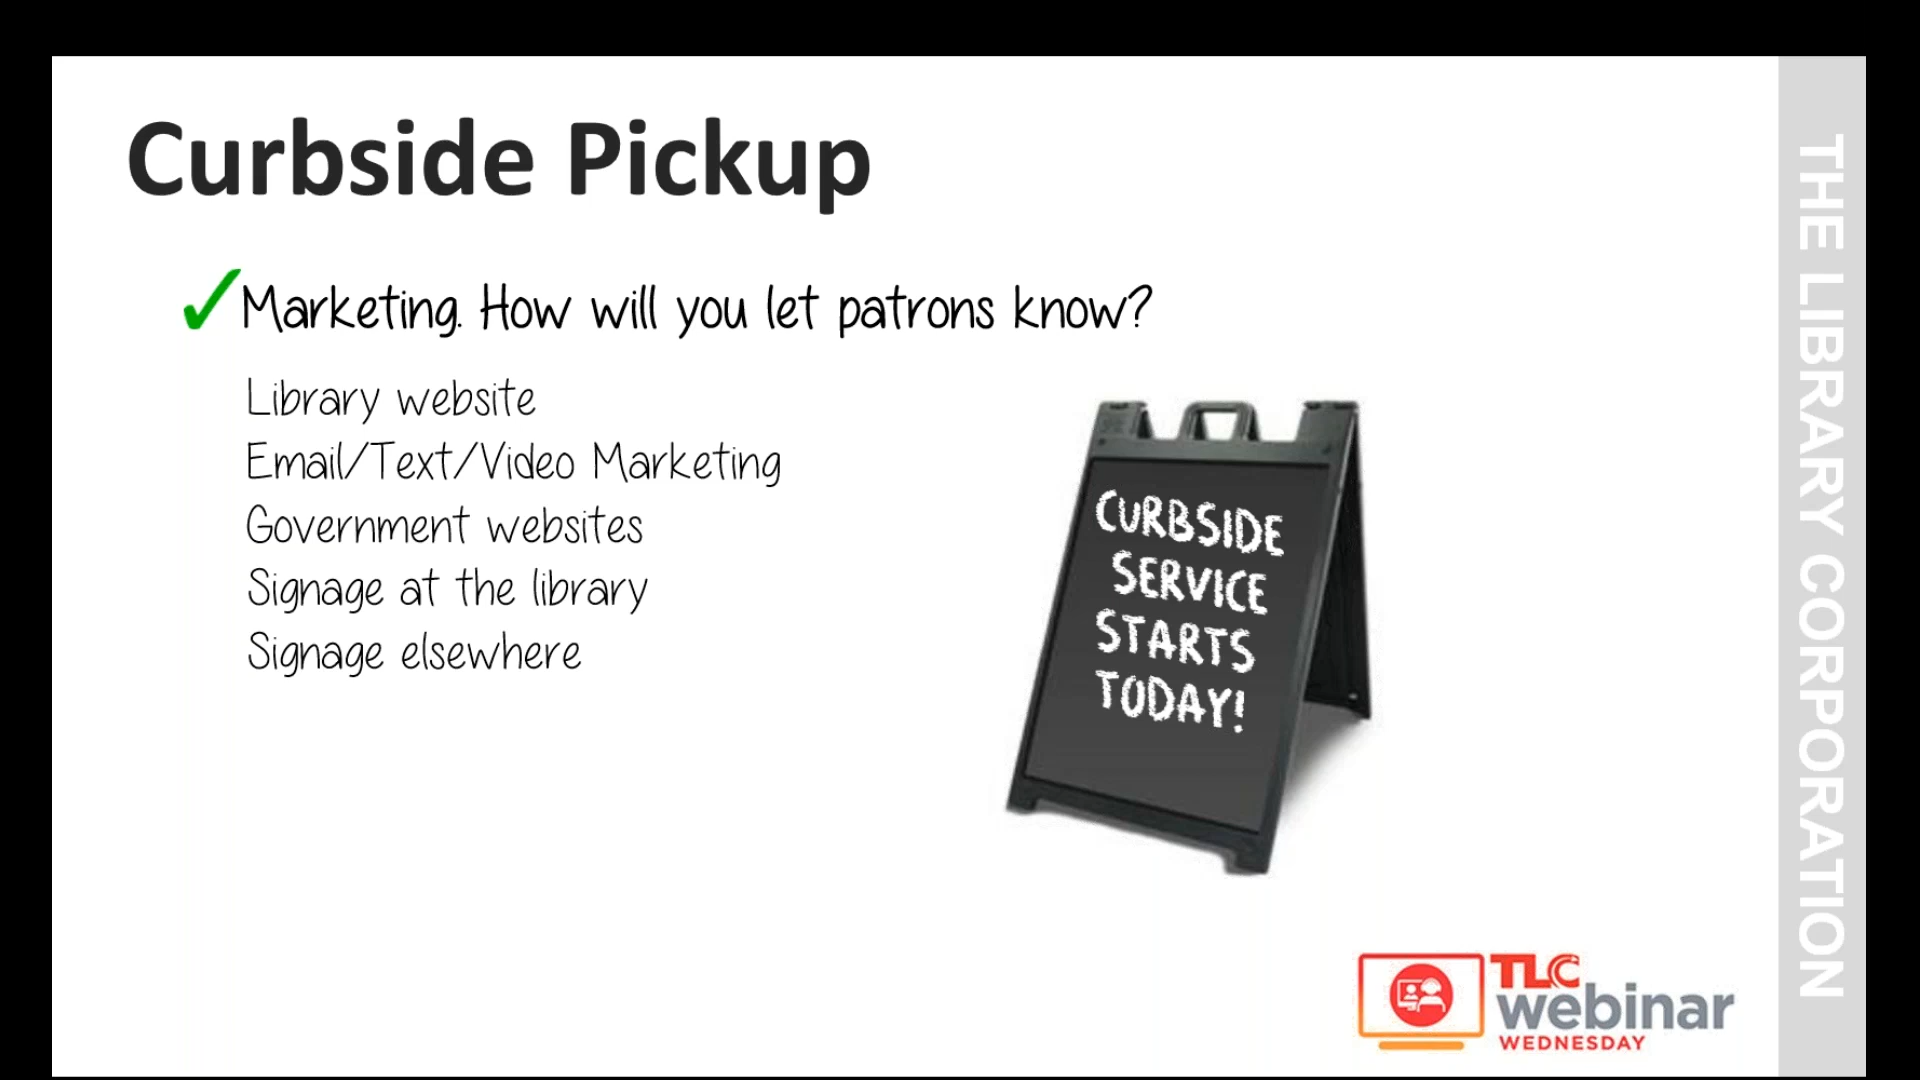 Curbside Pickup
Marketing. How will you let patrons know?
Library website
Email/Text/Video Marketing
Government websites
Signage at the library
Signage elsewhere
CURBSIDE
SERVICE
STARTS
TODAY!
TLC
webinar
WEDNESDAY
THE LIBRARY CORPORATION